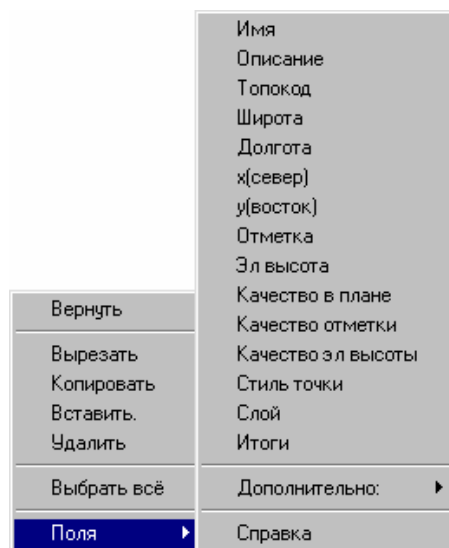 Имя
Описание
Топокод
Широта
Долгота
x(север)
y(восток)
Отметка
Эл высота
Качество в плане
Качество отметки
Качество эл высоты
Стиль точки
Слой
Итоги
Дополнительно:
Справка
Вернуть
Вырезать
Копировать
Вставить.
Удалить
Выбрать всё
Поля